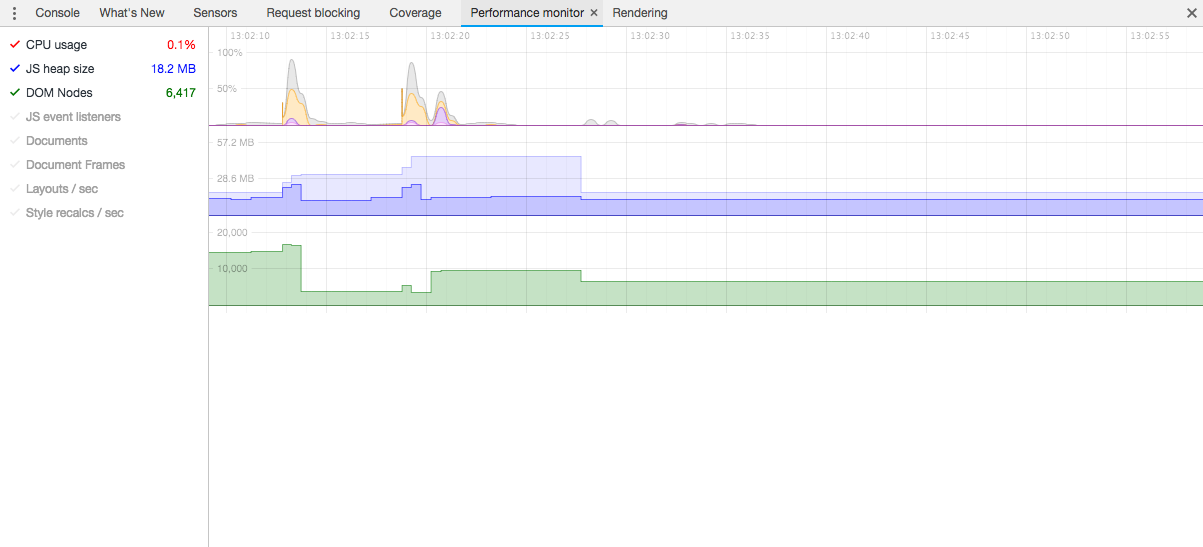 Console What's New Sensors Request blocking Coverage Performance monitor × Rendering ×
CPU usage 0.1%
JS heap size 18.2 MB
DOM Nodes 6,417
JS event listeners
Documents
Document Frames
Layouts / sec
Style recalcs / sec
13:02:10 13:02:15 13:02:20 13:02:25 13:02:30 13:02:35 13:02:40 13:02:45 13:02:50 13:02:55
100%
50%
57.2 MB
28.6 MB
20,000
10,000